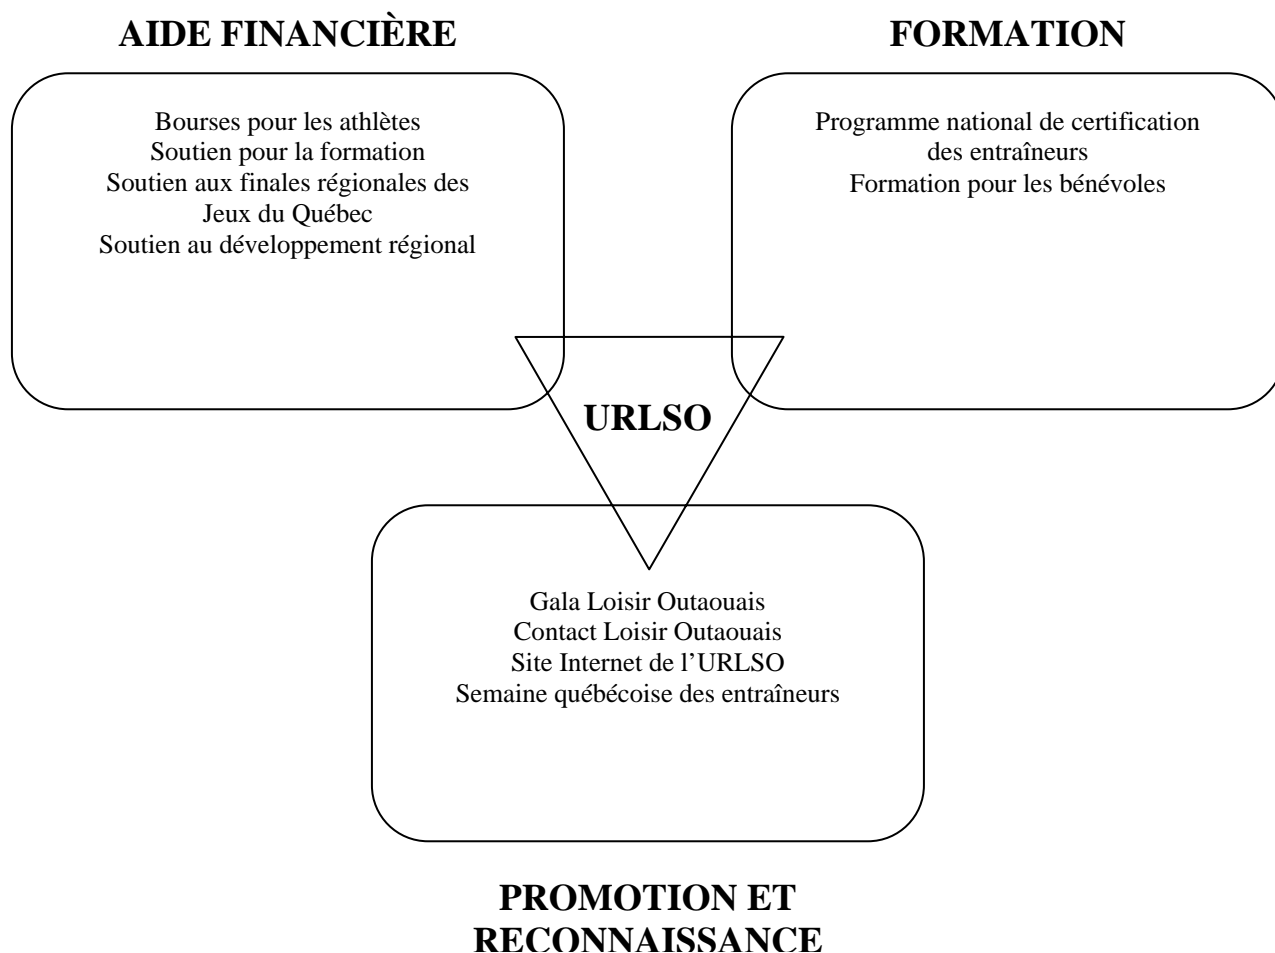 AIDE FINANCIÈRE
Bourses pour les athlètes
Soutien pour la formation
Soutien aux finales régionales des
Jeux du Québec
Soutien au développement régional
FORMATION
Programme national de certification
des entraîneurs
Formation pour les bénévoles
URLSO
Gala Loisir Outaouais
Contact Loisir Outaouais
Site Internet de l’URLSO
Semaine québécoise des entraîneurs
PROMOTION ET
RECONNAISSANCE